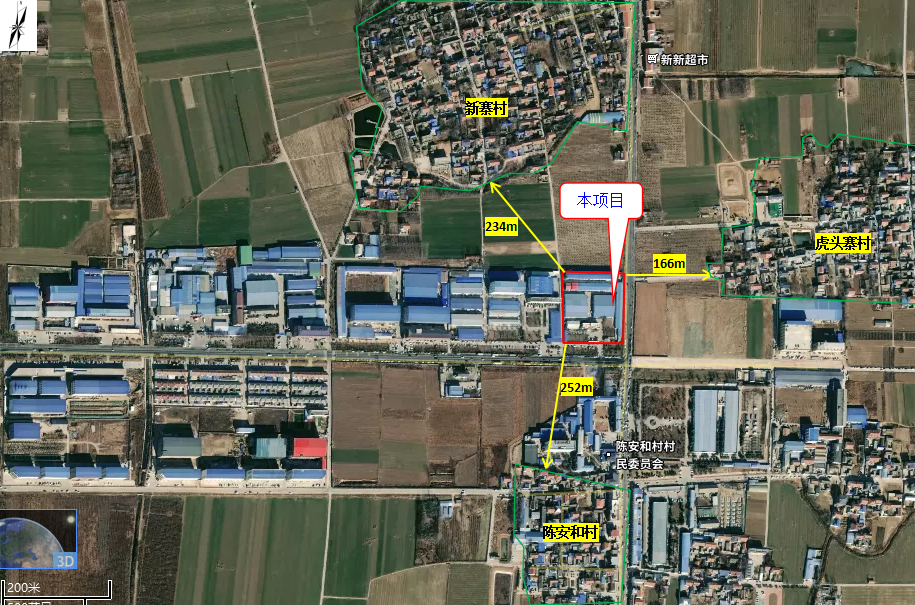 新新超市
新寨村
本项目
234m
虎头寨村
166m
252m
陈安和村村
民委员会
陈安和村
3D
200米